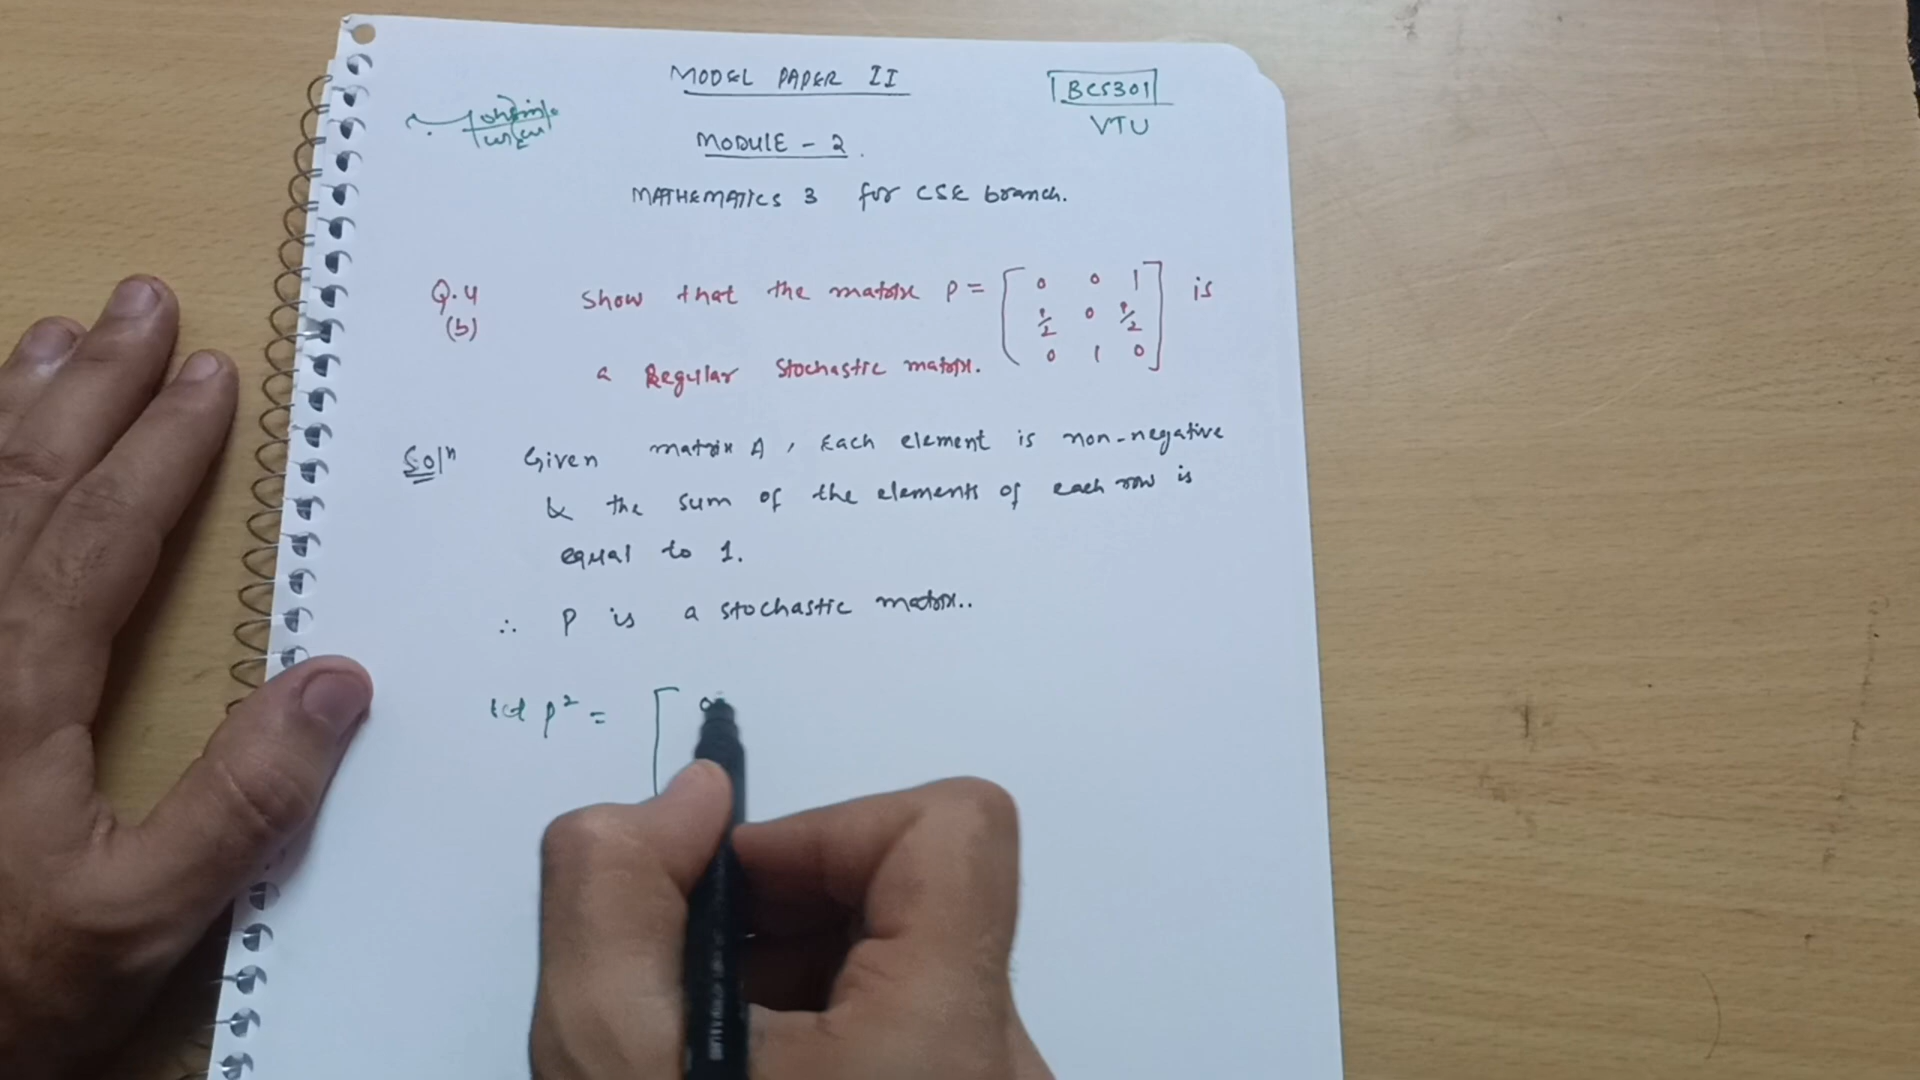 MODEL PAPER II
BCS301
VTU
MODULE - 2.
MATHEMATICS 3 for CSE branch.
Q.4 Show that the matrix P = [ 0 0 1 ] is
(b) 1/2 0 1/2
0 1 0
a Regular Stochastic matrix.
Soln Given matrix A, Each element is non-negative
& the sum of the elements of each row is
equal to 1.
∴ P is a stochastic matrix..
let P² = [ 0